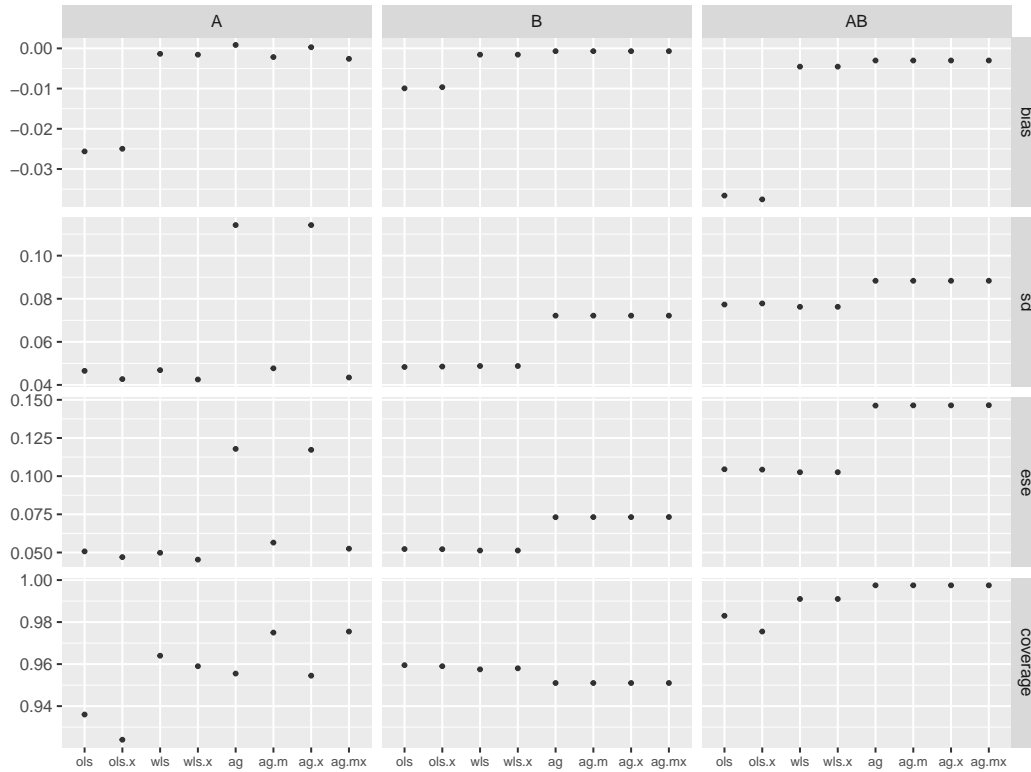 A B AB
0.00
−0.01
−0.02
−0.03
bias
0.10
0.08
0.06
0.04
sd
0.150
0.125
0.100
0.075
0.050
ese
1.00
0.98
0.96
0.94
coverage
ols ols.x wls wls.x ag ag.m ag.x ag.mx ols ols.x wls wls.x ag ag.m ag.x ag.mx ols ols.x wls wls.x ag ag.m ag.x ag.mx